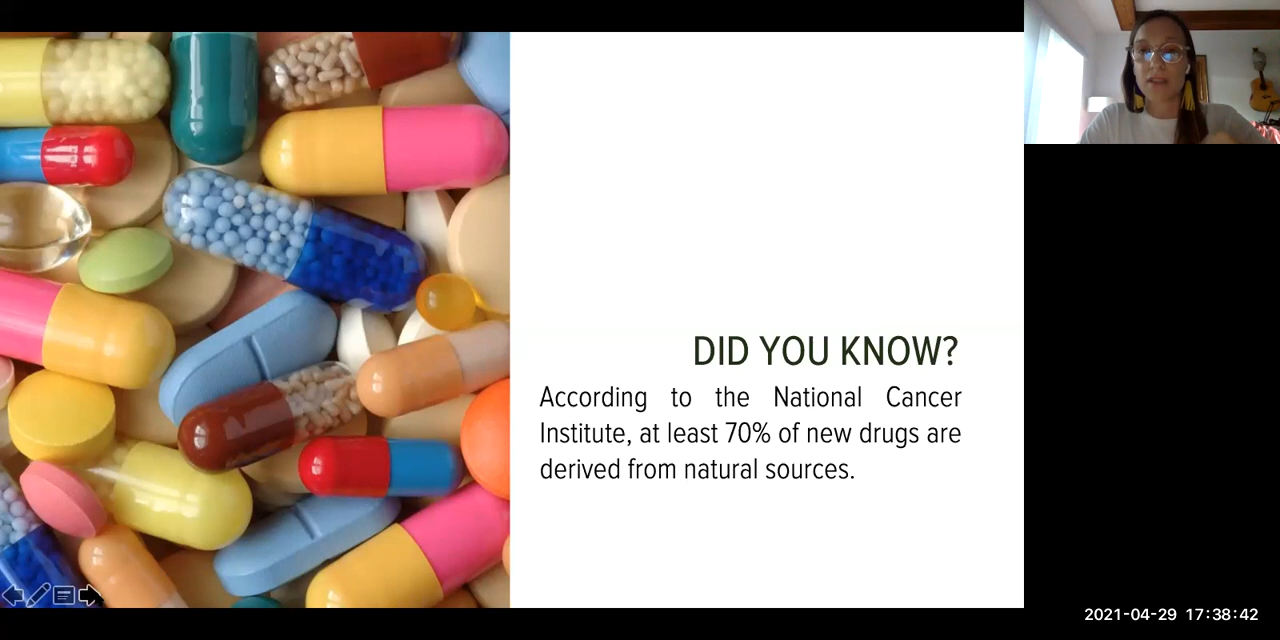 DID YOU KNOW?
According to the National Cancer
Institute, at least 70% of new drugs are
derived from natural sources.
2021-04-29 17:38:42